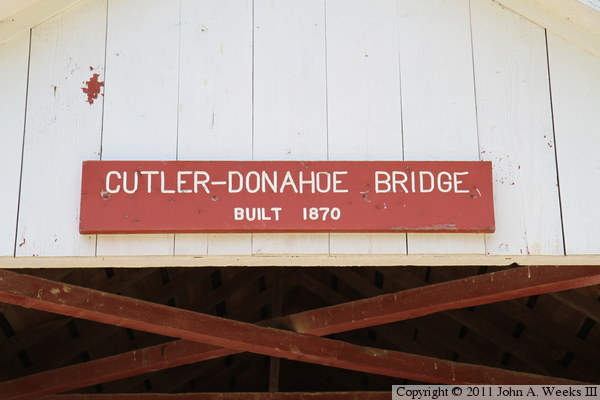 CUTLER-DONAHOE BRIDGE
BUILT 1870
Copyright © 2011 John A. Weeks III